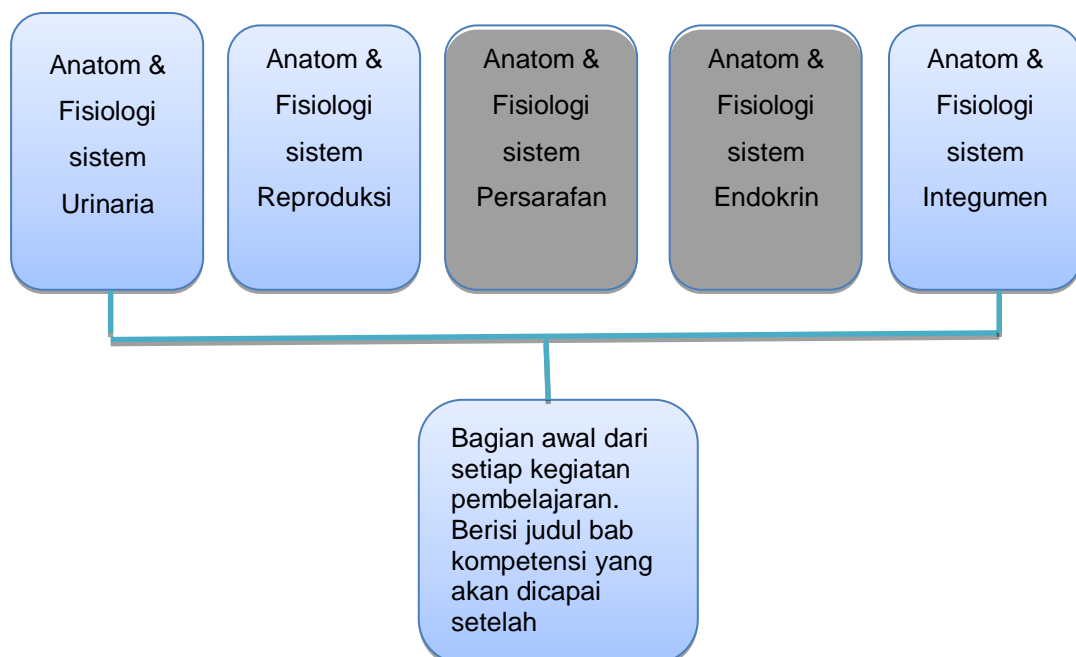 Anatom &
Fisiologi
sistem
Urinaria
Anatom &
Fisiologi
sistem
Reproduksi
Anatom &
Fisiologi
sistem
Persarafan
Anatom &
Fisiologi
sistem
Endokrin
Anatom &
Fisiologi
sistem
Integumen
Bagian awal dari
setiap kegiatan
pembelajaran.
Berisi judul bab
kompetensi yang
akan dicapai
setelah